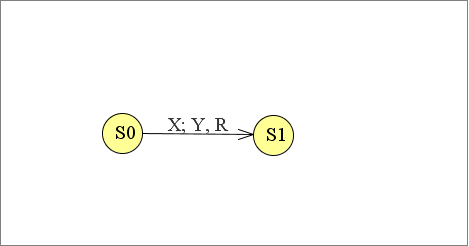 S0 X; Y, R S1